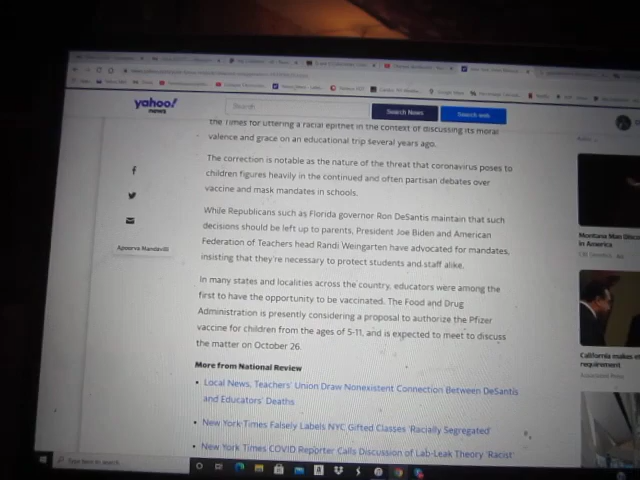 yahoo!
news
Search
Search News
Search web
the Times for uttering a racial epithet in the context of discussing its moral
valence and grace on an educational trip several years ago.
The correction is notable as the nature of the threat that coronavirus poses to
children figures heavily in the continued and often partisan debates over
vaccine and mask mandates in schools.
While Republicans such as Florida governor Ron DeSantis maintain that such
decisions should be left up to parents, President Joe Biden and American
Federation of Teachers head Randi Weingarten have advocated for mandates,
insisting that they're necessary to protect students and staff alike.
Apoorva Mandavilli
In many states and localities across the country, educators were among the
first to have the opportunity to be vaccinated. The Food and Drug
Administration is presently considering a proposal to authorize the Pfizer
vaccine for children from the ages of 5-11, and is expected to meet to discuss
the matter on October 26.
More from National Review
Local News, Teachers' Union Draw Nonexistent Connection Between DeSantis
and Educators' Deaths
New York Times Falsely Labels NYC Gifted Classes 'Racially Segregated'
New York Times COVID Reporter Calls Discussion of Lab-Leak Theory 'Racist'
Montana Man
in America
California makes
requirement
Associated Press
Type here to search